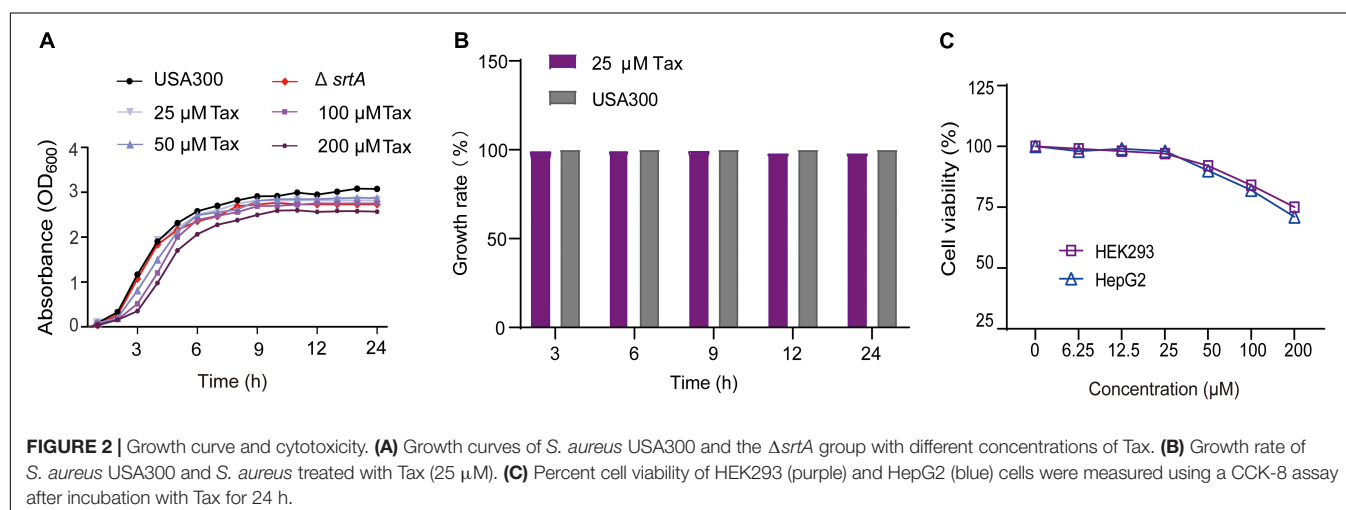 A
USA300
Δ srtA
25 μM Tax
100 μMTax
50 μM Tax
200 μMTax
4
3
2
1
0
Absorbance (OD600)
3 6 9 12 24
Time (h)
B
25 μM Tax
USA300
150
100
50
0
Growth rate (%)
3 6 9 12 24
Time (h)
C
125
100
75
50
25
Cell viability (%)
HEK293
HepG2
0 6.25 12.5 25 50 100 200
Concentration (μM)
FIGURE 2 | Growth curve and cytotoxicity. (A) Growth curves of S. aureus USA300 and the ΔsrtA group with different concentrations of Tax. (B) Growth rate of
S. aureus USA300 and S. aureus treated with Tax (25 μM). (C) Percent cell viability of HEK293 (purple) and HepG2 (blue) cells were measured using a CCK-8 assay
after incubation with Tax for 24 h.